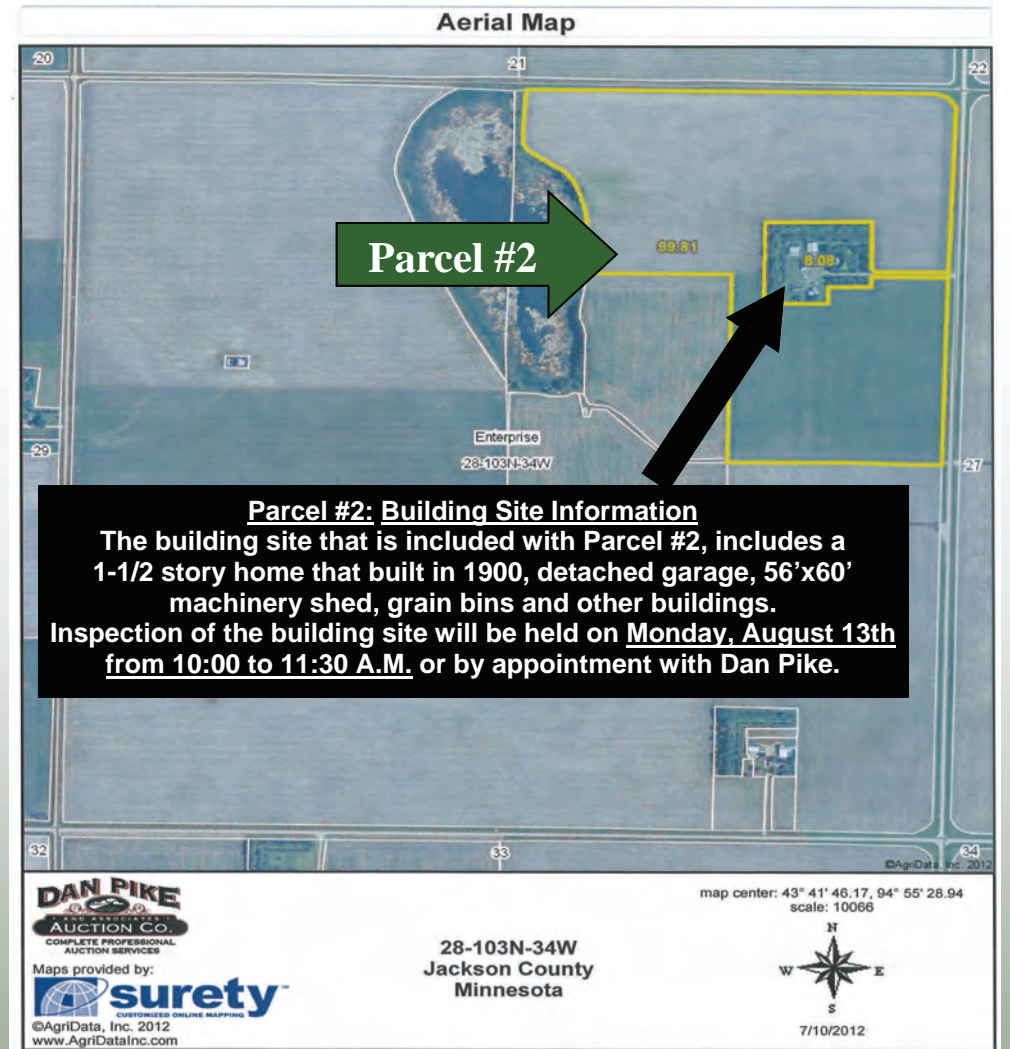 Aerial Map
20
21
22
Parcel #2
99.81
8.08
29
Enterprise
28-103N-34W
27
Parcel #2: Building Site Information
The building site that is included with Parcel #2, includes a
1-1/2 story home that built in 1900, detached garage, 56’x60’
machinery shed, grain bins and other buildings.
Inspection of the building site will be held on Monday, August 13th
from 10:00 to 11:30 A.M. or by appointment with Dan Pike.
32
33
34
©AgriData, Inc. 2012
DAN PIKE
AND ASSOCIATES
AUCTION CO.
COMPLETE PROFESSIONAL
AUCTION SERVICES
Maps provided by:
surety
CUSTOMIZED ONLINE MAPPING
©AgriData, Inc. 2012
www.AgriDataInc.com
28-103N-34W
Jackson County
Minnesota
map center: 43° 41' 46.17, 94° 55' 28.94
scale: 10066
N
W
E
S
7/10/2012